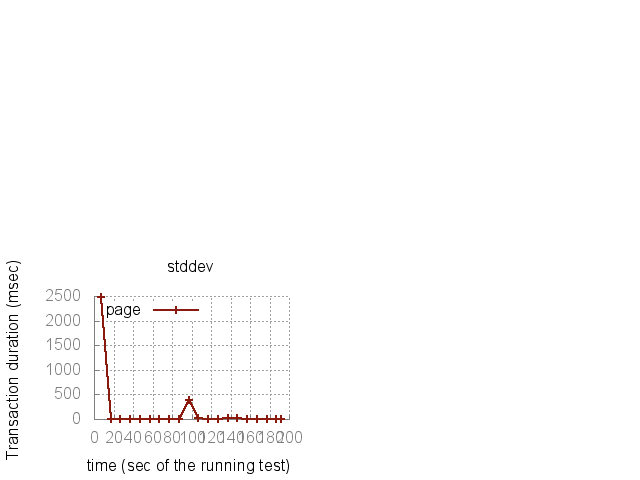 stddev
Transaction duration (msec)
2500
2000
1500
1000
500
0
page
0 20 40 60 80 100 120 140 160 180 200
time (sec of the running test)